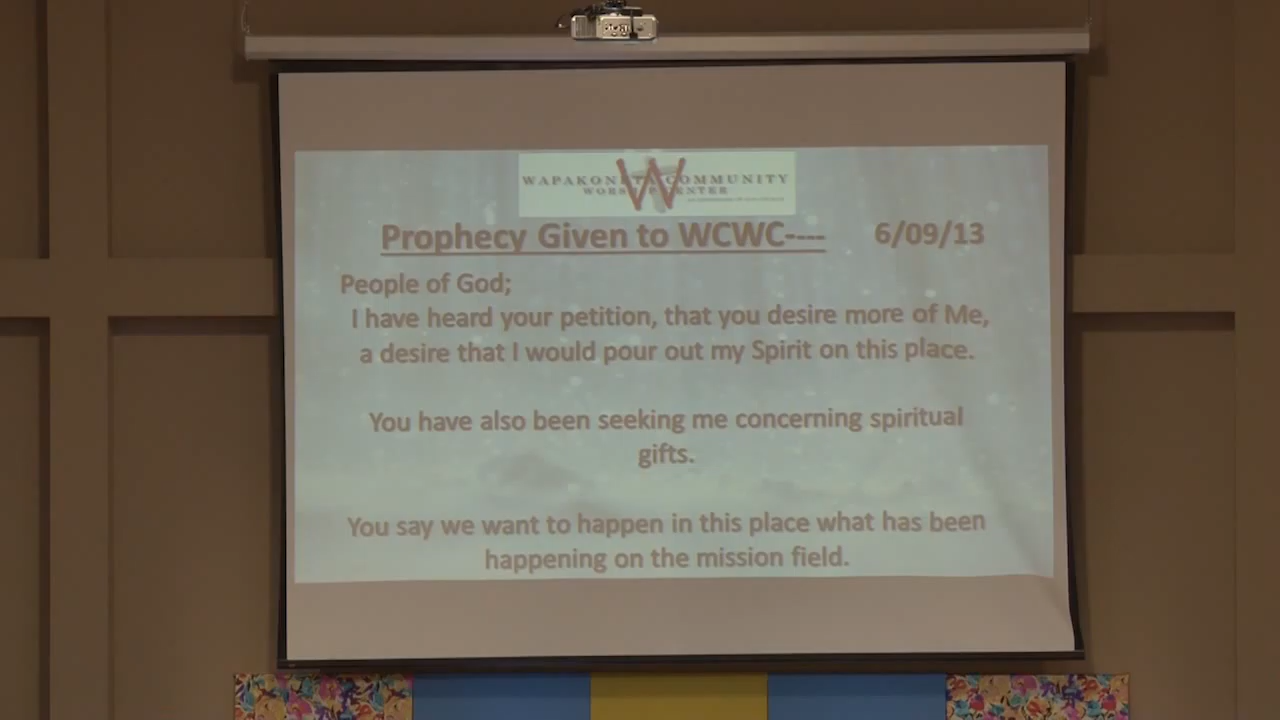 WAPAKONETA COMMUNITY
WORSHIP CENTER
Prophecy Given to WCWC---- 6/09/13
People of God;
I have heard your petition, that you desire more of Me,
a desire that I would pour out my Spirit on this place.
You have also been seeking me concerning spiritual
gifts.
You say we want to happen in this place what has been
happening on the mission field.